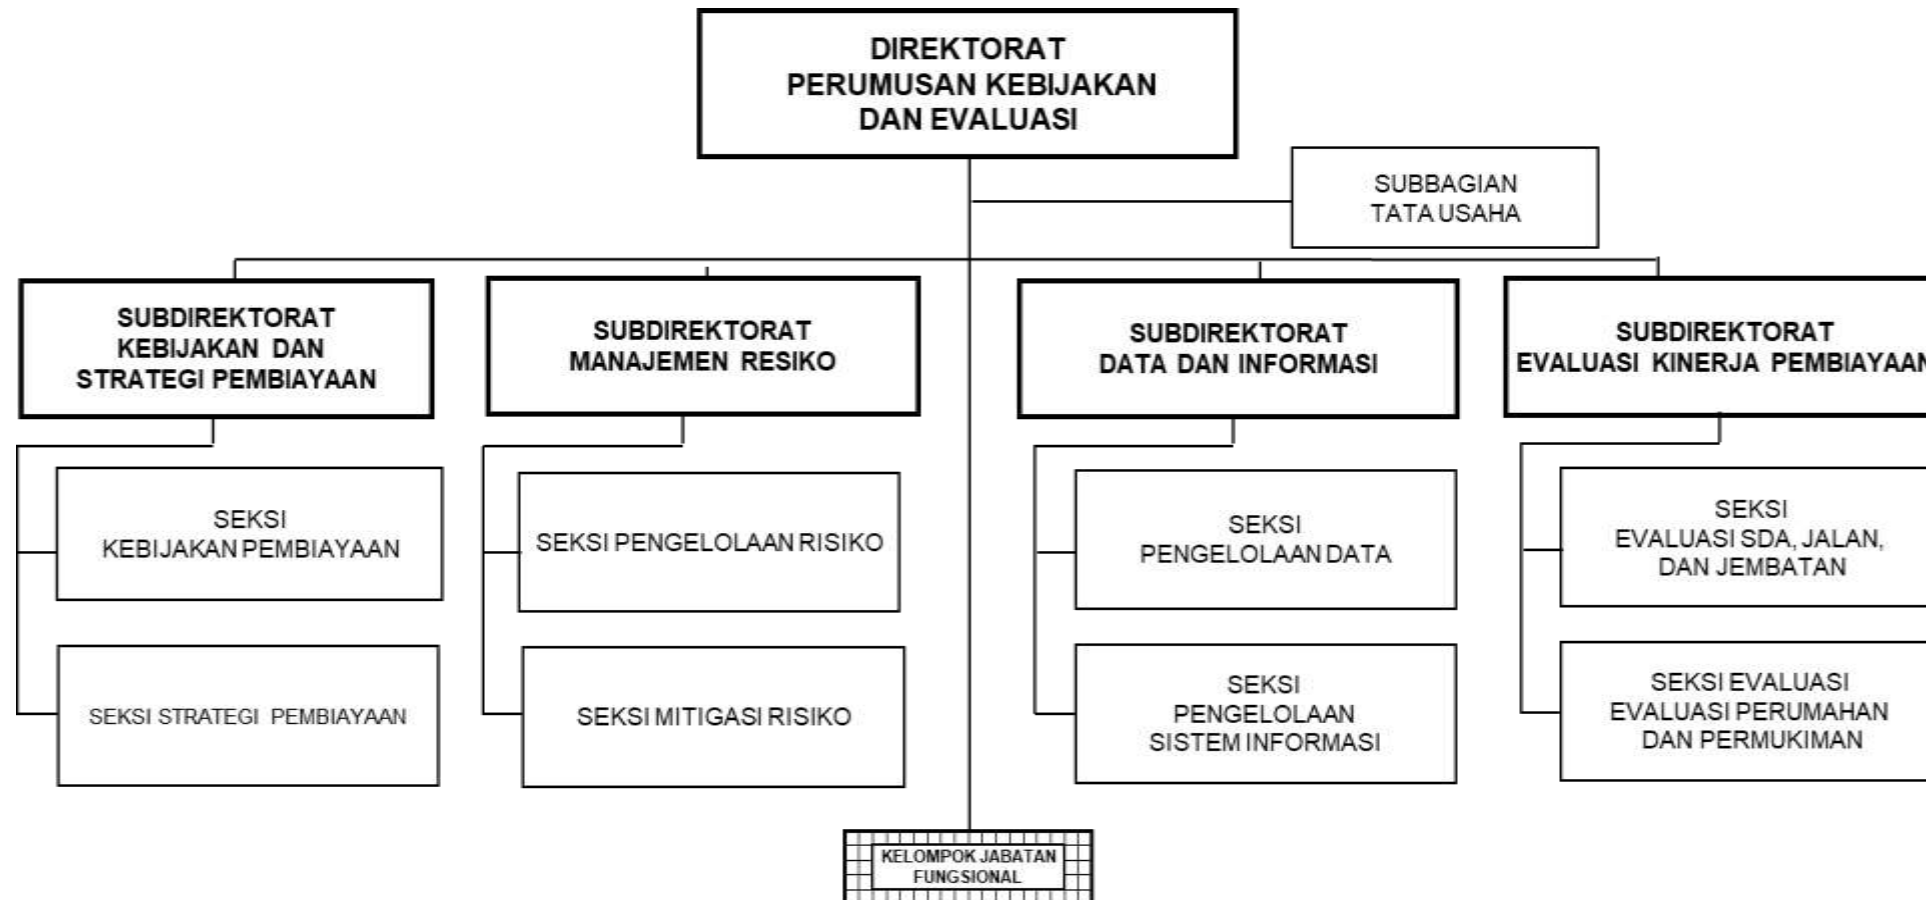 DIREKTORAT
PERUMUSAN KEBIJAKAN
DAN EVALUASI
SUBBAGIAN
TATA USAHA
SUBDIREKTORAT
KEBIJAKAN DAN
STRATEGI PEMBIAYAAN
SUBDIREKTORAT
MANAJEMEN RESIKO
SUBDIREKTORAT
DATA DAN INFORMASI
SUBDIREKTORAT
EVALUASI KINERJA PEMBIAYAAN
SEKSI
KEBIJAKAN PEMBIAYAAN
SEKSI PENGELOLAAN RISIKO
SEKSI
PENGELOLAAN DATA
SEKSI
EVALUASI SDA, JALAN,
DAN JEMBATAN
SEKSI STRATEGI PEMBIAYAAN
SEKSI MITIGASI RISIKO
SEKSI
PENGELOLAAN
SISTEM INFORMASI
SEKSI EVALUASI
EVALUASI PERUMAHAN
DAN PERMUKIMAN
KELOMPOK JABATAN
FUNGSIONAL